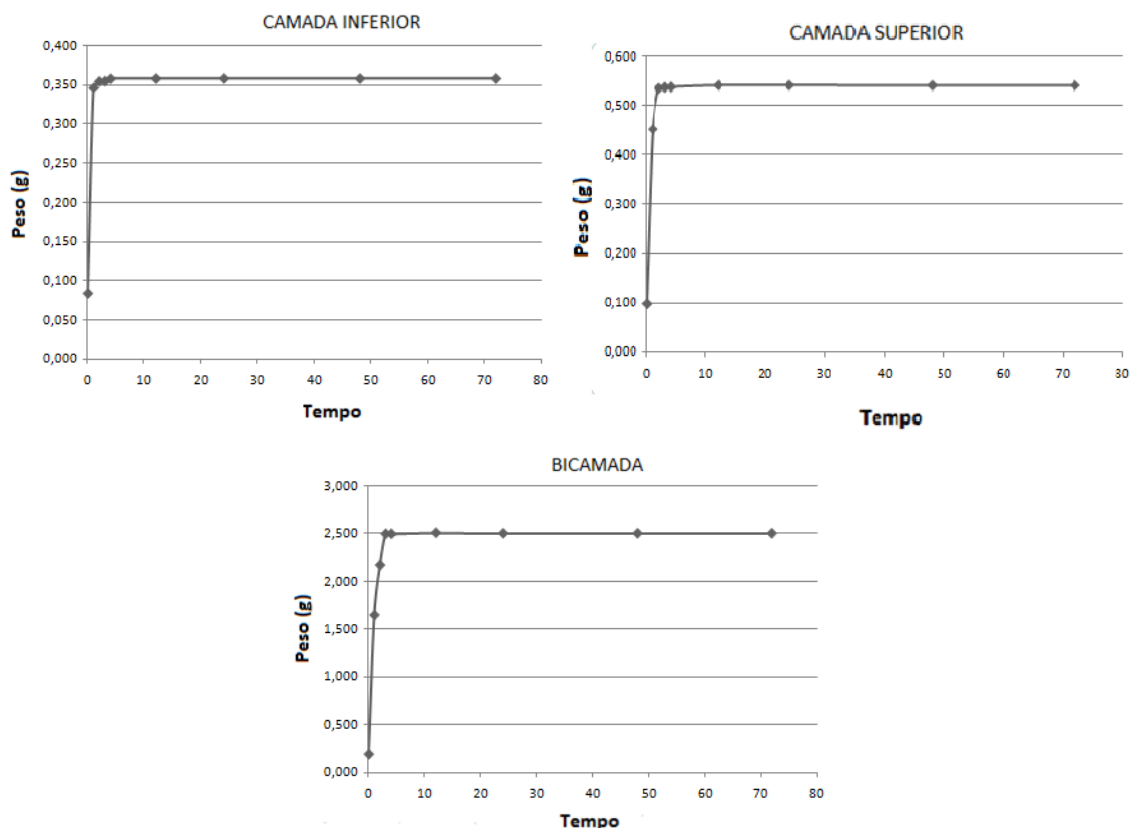 CAMADA INFERIOR
0,400
0,350
0,300
0,250
0,200
0,150
0,100
0,050
0,000
Peso (g)
0 10 20 30 40 50 60 70 80
Tempo
CAMADA SUPERIOR
0,600
0,500
0,400
0,300
0,200
0,100
0,000
Peso (g)
0 10 20 30 40 50 60 70 80
Tempo
BICAMADA
3,000
2,500
2,000
1,500
1,000
0,500
0,000
Peso (g)
0 10 20 30 40 50 60 70 80
Tempo